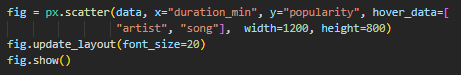 fig = px.scatter(data, x="duration_min", y="popularity", hover_data=[
                 "artist", "song"],  width=1200, height=800)
fig.update_layout(font_size=20)
fig.show()